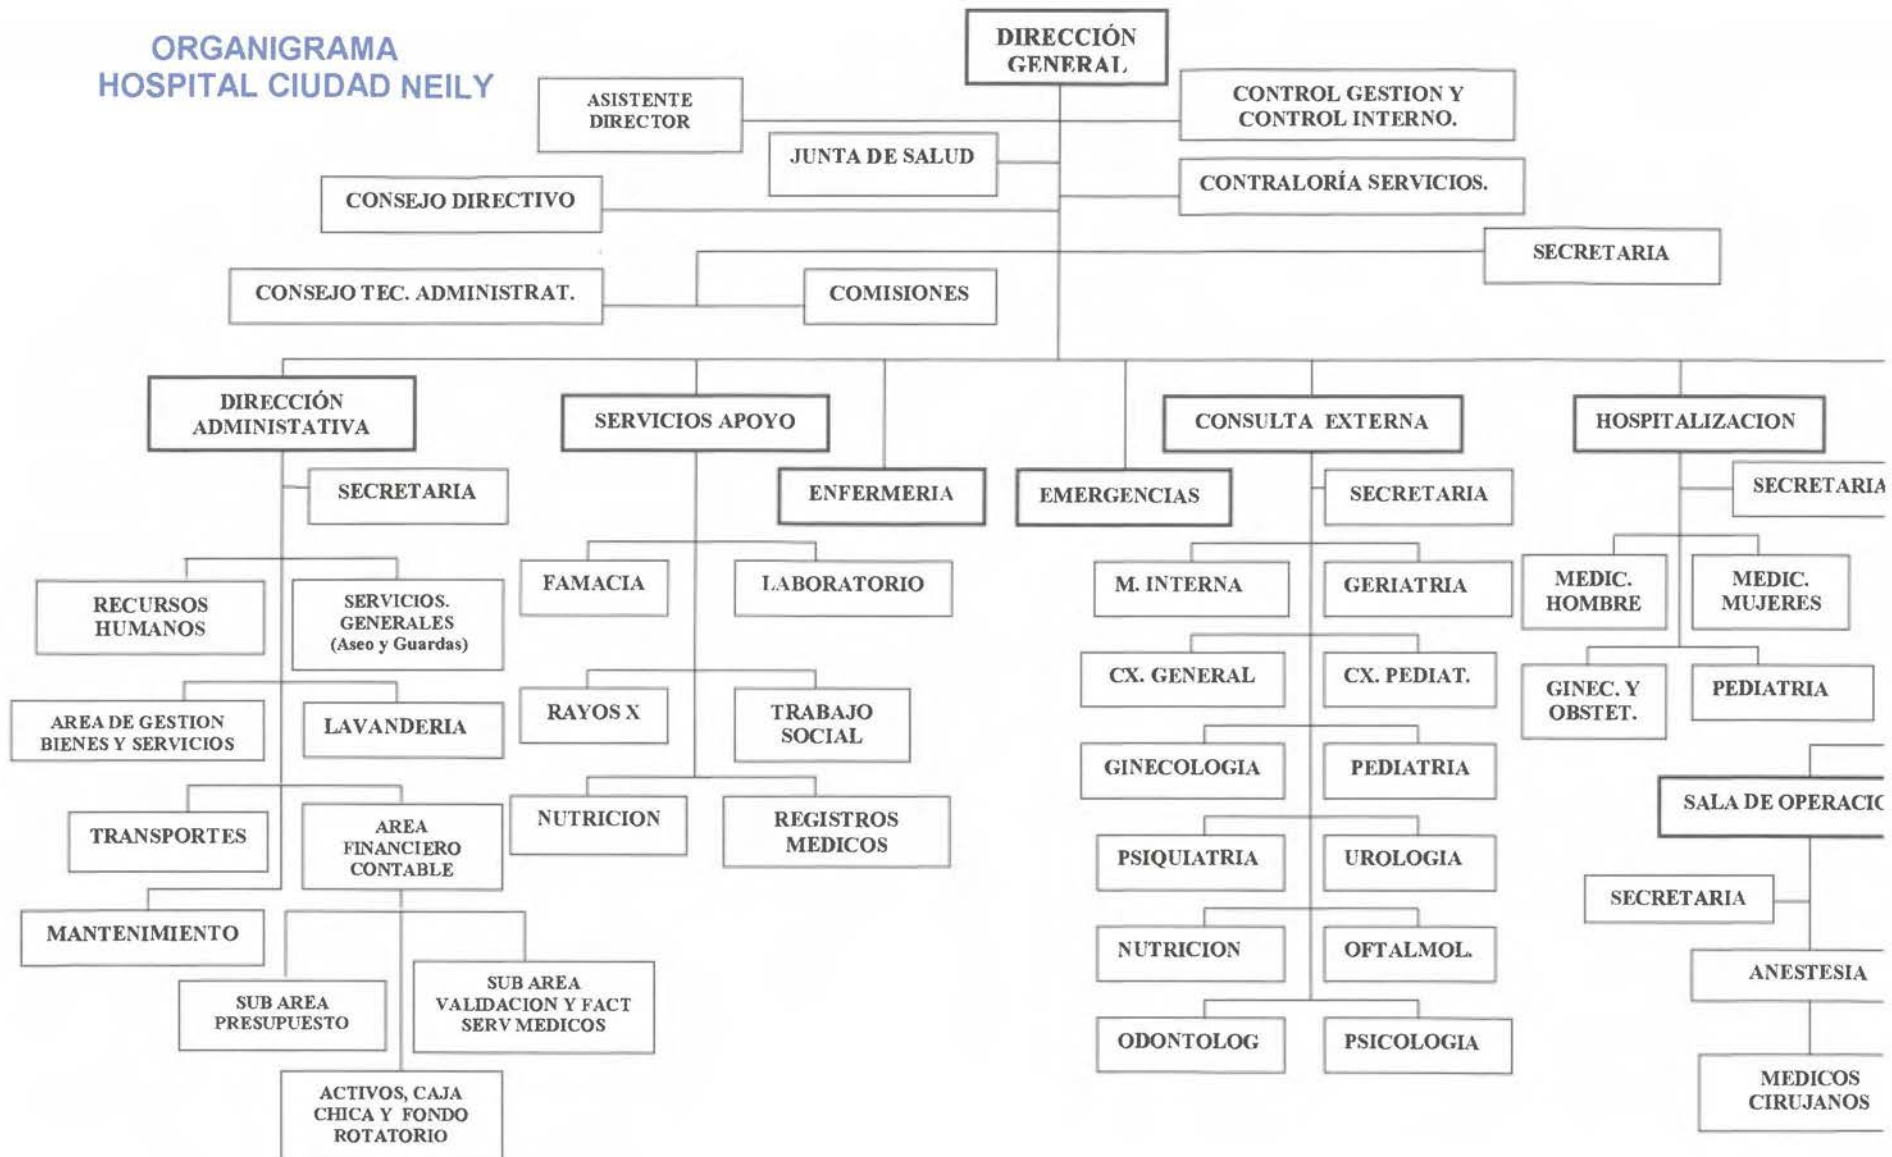 ORGANIGRAMA
HOSPITAL CIUDAD NEILY
DIRECCIÓN
GENERAL
ASISTENTE
DIRECTOR
CONTROL GESTION Y
CONTROL INTERNO.
JUNTA DE SALUD
CONTRALORÍA SERVICIOS.
CONSEJO DIRECTIVO
SECRETARIA
CONSEJO TEC. ADMINISTRAT.
COMISIONES
DIRECCIÓN
ADMINISTATIVA
SERVICIOS APOYO
CONSULTA EXTERNA
HOSPITALIZACION
SECRETARIA
ENFERMERIA
EMERGENCIAS
SECRETARIA
SECRETARIA
RECURSOS
HUMANOS
SERVICIOS.
GENERALES
(Aseo y Guardas)
FAMACIA
LABORATORIO
M. INTERNA
GERIATRIA
MEDIC.
HOMBRE
MEDIC.
MUJERES
AREA DE GESTION
BIENES Y SERVICIOS
LAVANDERIA
RAYOS X
TRABAJO
SOCIAL
CX. GENERAL
CX. PEDIAT.
GINEC. Y
OBSTET.
PEDIATRIA
GINECOLOGIA
PEDIATRIA
TRANSPORTES
AREA
FINANCIERO
CONTABLE
NUTRICION
REGISTROS
MEDICOS
SALA DE OPERACIC
PSIQUIATRIA
UROLOGIA
SECRETARIA
MANTENIMIENTO
NUTRICION
OFTALMOL.
ANESTESIA
SUB AREA
PRESUPUESTO
SUB AREA
VALIDACION Y FACT
SERV MEDICOS
ODONTOLOG
PSICOLOGIA
MEDICOS
CIRUJANOS
ACTIVOS, CAJA
CHICA Y FONDO
ROTATORIO